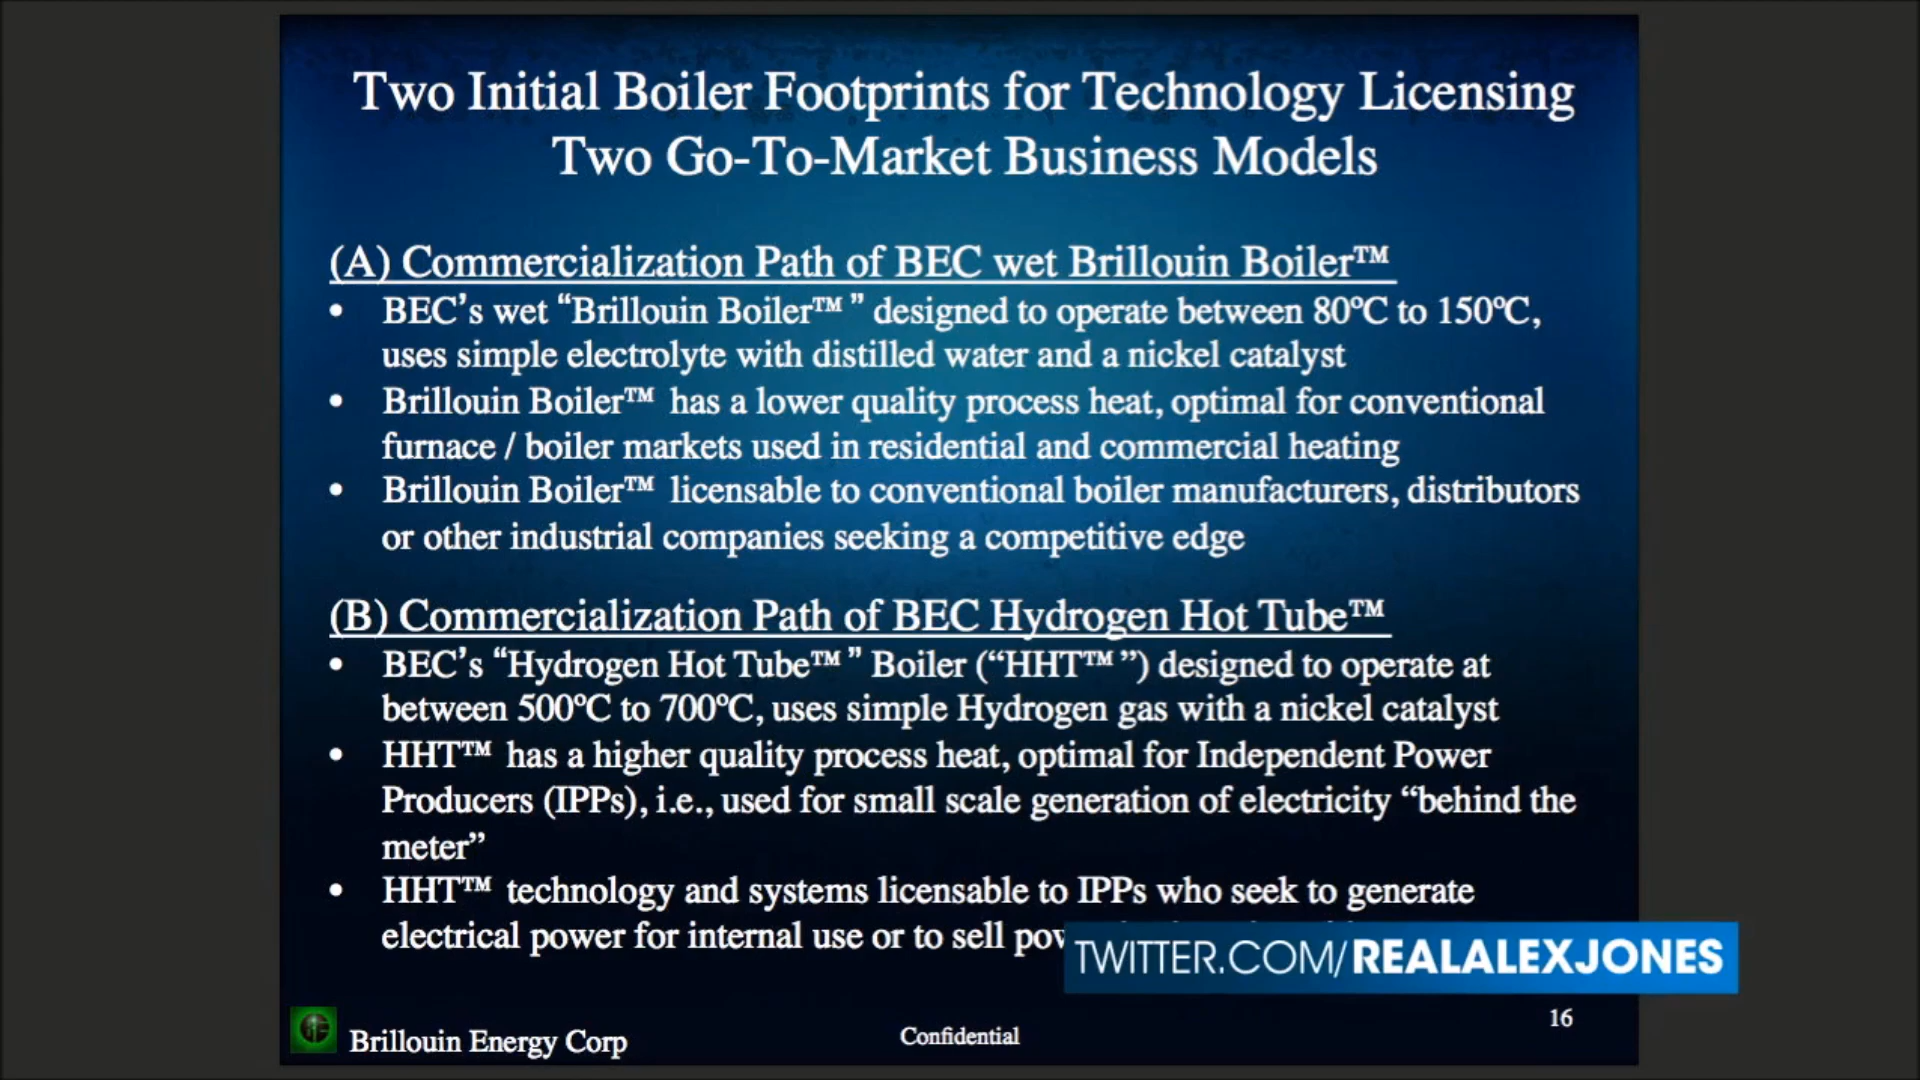 Two Initial Boiler Footprints for Technology Licensing
Two Go-To-Market Business Models
(A) Commercialization Path of BEC wet Brillouin Boiler™
• BEC’s wet “Brillouin Boiler™ ” designed to operate between 80ºC to 150ºC,
uses simple electrolyte with distilled water and a nickel catalyst
• Brillouin Boiler™ has a lower quality process heat, optimal for conventional
furnace / boiler markets used in residential and commercial heating
• Brillouin Boiler™ licensable to conventional boiler manufacturers, distributors
or other industrial companies seeking a competitive edge
(B) Commercialization Path of BEC Hydrogen Hot Tube™
• BEC’s “Hydrogen Hot Tube™ ” Boiler (“HHT™ ”) designed to operate at
between 500ºC to 700ºC, uses simple Hydrogen gas with a nickel catalyst
• HHT™ has a higher quality process heat, optimal for Independent Power
Producers (IPPs), i.e., used for small scale generation of electricity “behind the
meter”
• HHT™ technology and systems licensable to IPPs who seek to generate
electrical power for internal use or to sell
TWITTER.COM/REALALEXJONES
16
Brillouin Energy Corp
Confidential